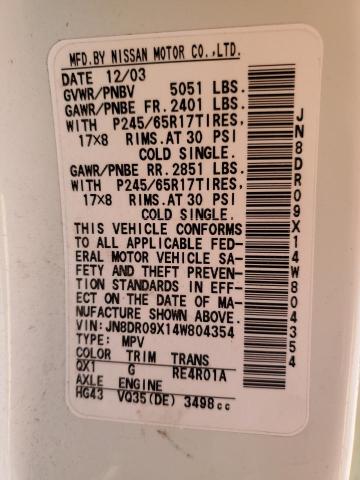 MFD.BY NISSAN MOTOR CO.,LTD.
DATE 12/03
GVWR/PNBV 5051 LBS.
GAWR/PNBE FR.2401 LBS.
WITH P245/65R17TIRES,
17×8 RIMS.AT 30 PSI
COLD SINGLE.
GAWR/PNBE RR.2851 LBS.
WITH P245/65R17TIRES,
17×8 RIMS.AT 30 PSI
COLD SINGLE.
THIS VEHICLE CONFORMS
TO ALL APPLICABLE FED-
ERAL MOTOR VEHICLE SA-
FETY AND THEFT PREVEN-
TION STANDARDS IN EFF-
ECT ON THE DATE OF MA-
NUFACTURE SHOWN ABOVE.
VIN:JN8DR09X14W804354
TYPE: MPV
COLOR TRIM TRANS
QX1 G RE4R01A
AXLE ENGINE
HG43 VQ35(DE) 3498cc
JN8DR09X14W804354